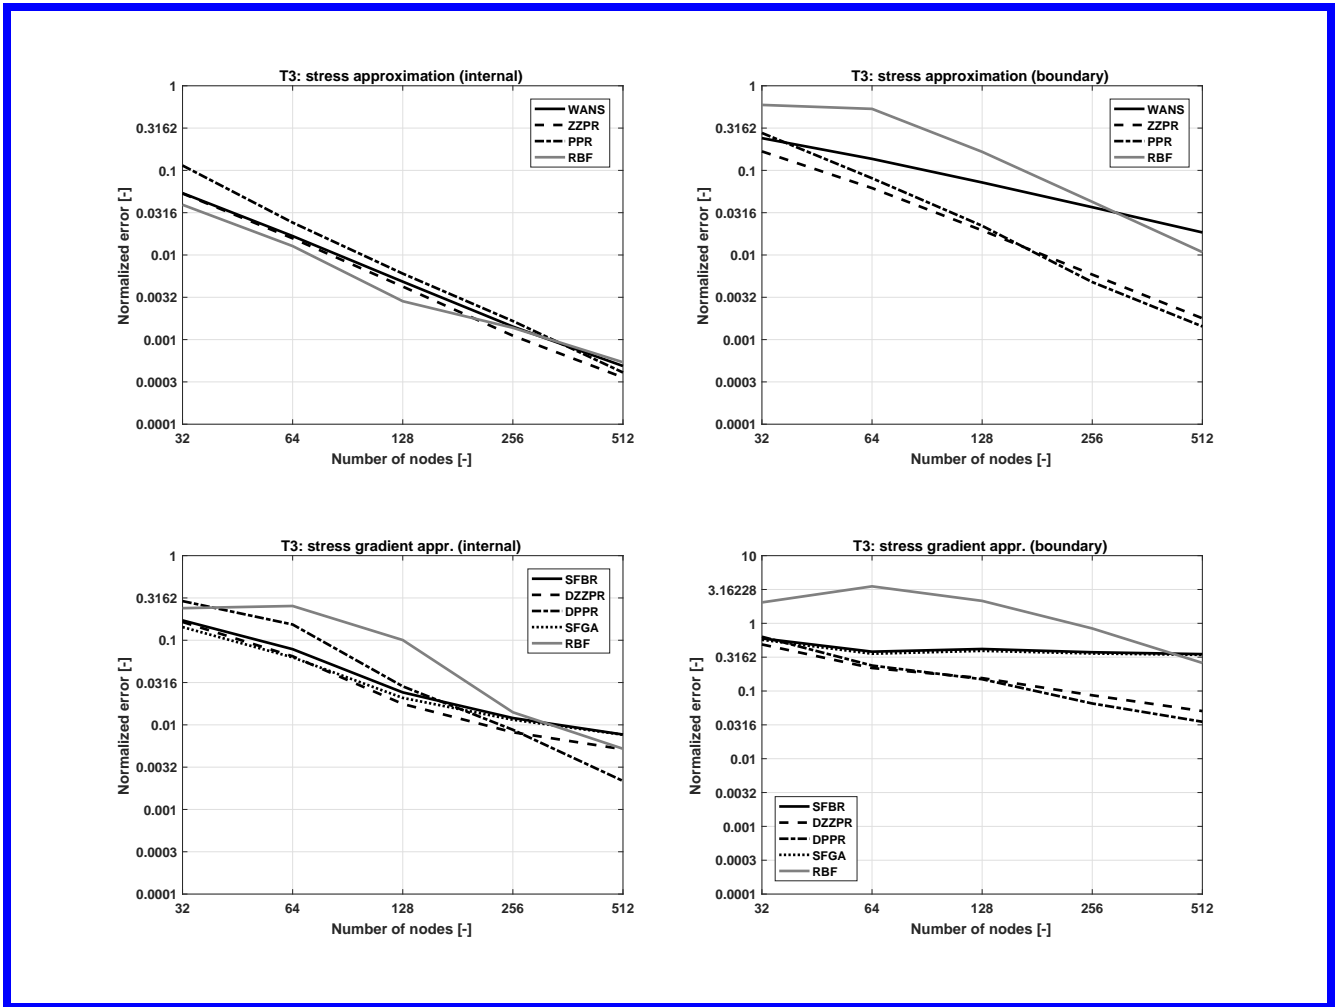 T3: stress approximation (internal)
1
0.3162
0.1
0.0316
0.01
0.0032
0.001
0.0003
0.0001
Normalized error [-]
32 64 128 256 512
Number of nodes [-]
WANS
ZZPR
PPR
RBF
T3: stress approximation (boundary)
1
0.3162
0.1
0.0316
0.01
0.0032
0.001
0.0003
0.0001
Normalized error [-]
32 64 128 256 512
Number of nodes [-]
WANS
ZZPR
PPR
RBF
T3: stress gradient appr. (internal)
1
0.3162
0.1
0.0316
0.01
0.0032
0.001
0.0003
0.0001
Normalized error [-]
32 64 128 256 512
Number of nodes [-]
SFBR
DZZPR
DPPR
SFGA
RBF
T3: stress gradient appr. (boundary)
10
3.16228
1
0.3162
0.1
0.0316
0.01
0.0032
0.001
0.0003
0.0001
Normalized error [-]
32 64 128 256 512
Number of nodes [-]
SFBR
DZZPR
DPPR
SFGA
RBF